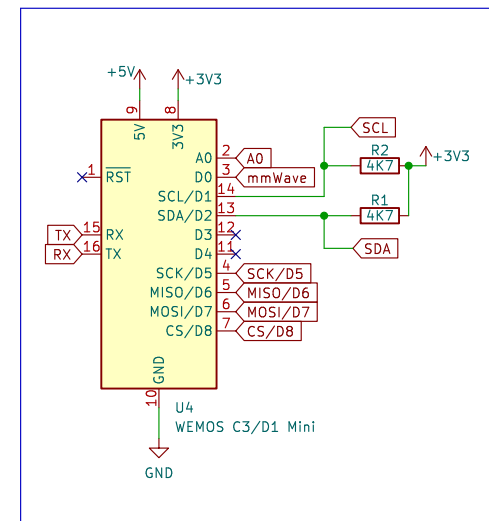 +5V
+3V3
9
8
5V
3V3
SCL
R2
4K7
+3V3
1
RST
A0
2
A0
D0
3
mmWave
SCL/D1
14
SDA/D2
13
R1
4K7
TX
15
RX
D3
12
RX
16
TX
D4
11
SDA
SCK/D5
4
SCK/D5
MISO/D6
5
MISO/D6
MOSI/D7
6
MOSI/D7
CS/D8
7
CS/D8
GND
10
U4
WEMOS C3/D1 Mini
GND